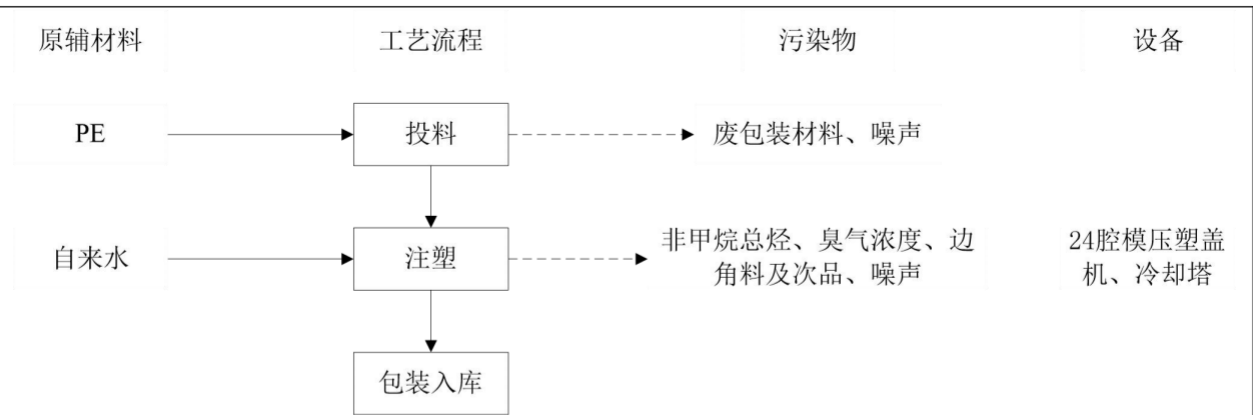 原辅材料 工艺流程 污染物 设备
PE 投料 废包装材料、噪声
自来水 注塑 非甲烷总烃、臭气浓度、边
角料及次品、噪声 24腔模压塑盖
机、冷却塔
包装入库